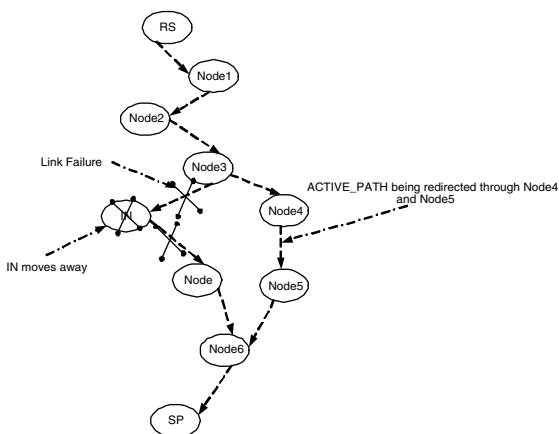 RS
Node1
Node2
Link Failure
Node3
ACTIVE_PATH being redirected through Node4
and Node5
Node4
IN
IN moves away
Node
Node5
Node6
SP